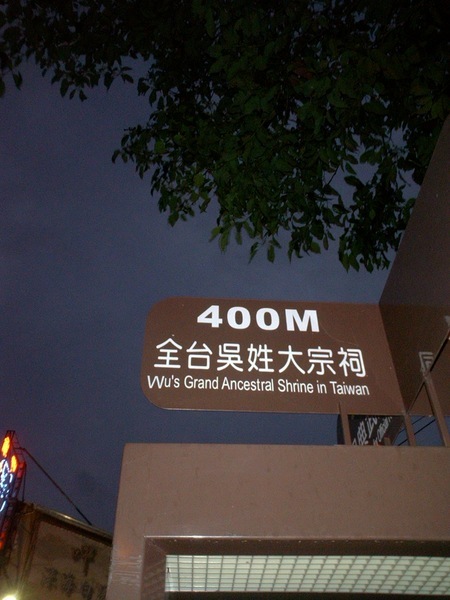 400M
全台吳姓大宗祠
Wu's Grand Ancestral Shrine in Taiwan